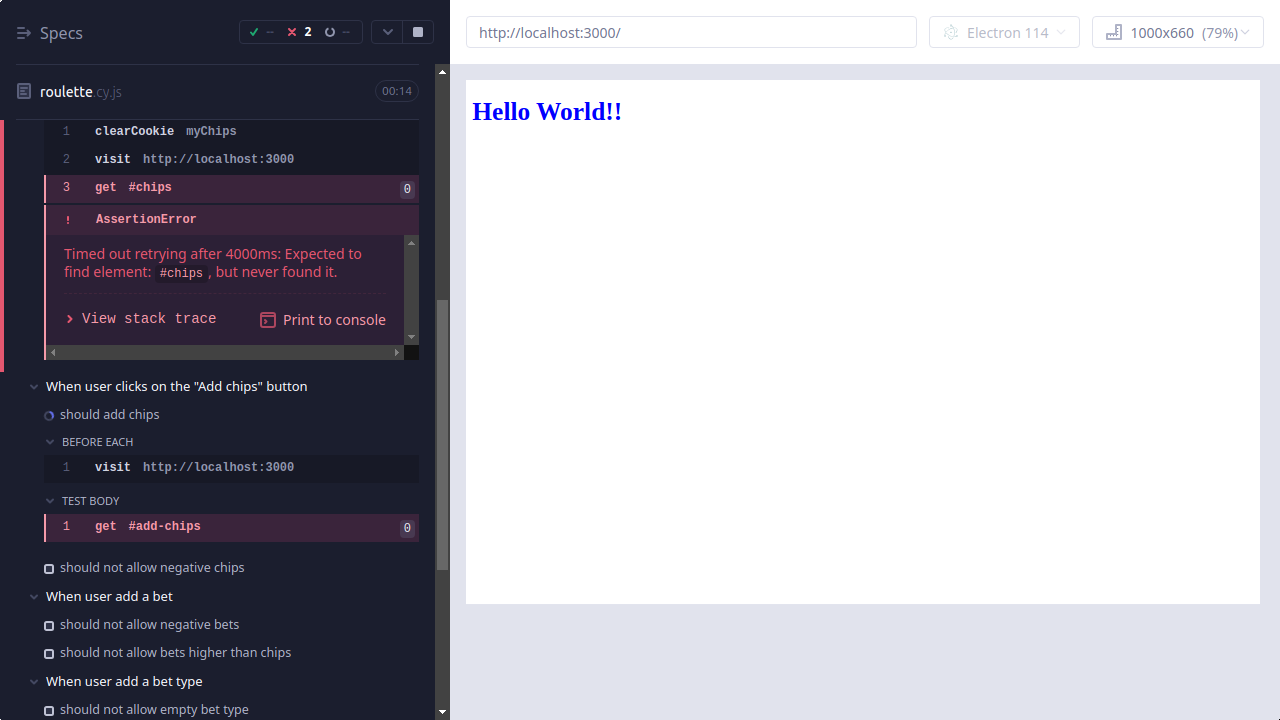 Specs
-- 2 --
roulette.cy.js 00:14
1 clearCookie myChips
2 visit http://localhost:3000
3 get #chips 0
! AssertionError
Timed out retrying after 4000ms: Expected to
find element: #chips, but never found it.
View stack trace
Print to console
When user clicks on the "Add chips" button
should add chips
BEFORE EACH
1 visit http://localhost:3000
TEST BODY
1 get #add-chips 0
should not allow negative chips
When user add a bet
should not allow negative bets
should not allow bets higher than chips
When user add a bet type
should not allow empty bet type
http://localhost:3000/
Electron 114
1000x660 (79%)
Hello World!!